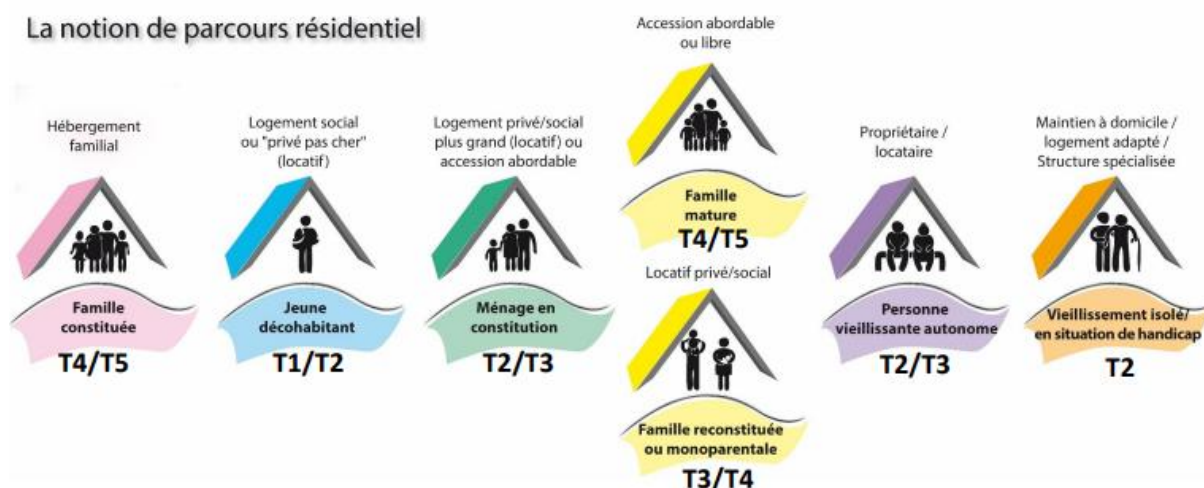 La notion de parcours résidentiel
Hébergement
familial
Famille
constituée
T4/T5
Logement social
ou "privé pas cher"
(locatif)
Jeune
décohabitant
T1/T2
Logement privé/social
plus grand (locatif) ou
accession abordable
Ménage en
constitution
T2/T3
Accession abordable
ou libre
Famille
mature
T4/T5
Locatif privé/social
Famille reconstituée
ou monoparentale
T3/T4
Propriétaire /
locataire
Personne
vieillissante autonome
T2/T3
Maintien à domicile /
logement adapté /
Structure spécialisée
Vieillissement isolé/
en situation de handicap
T2